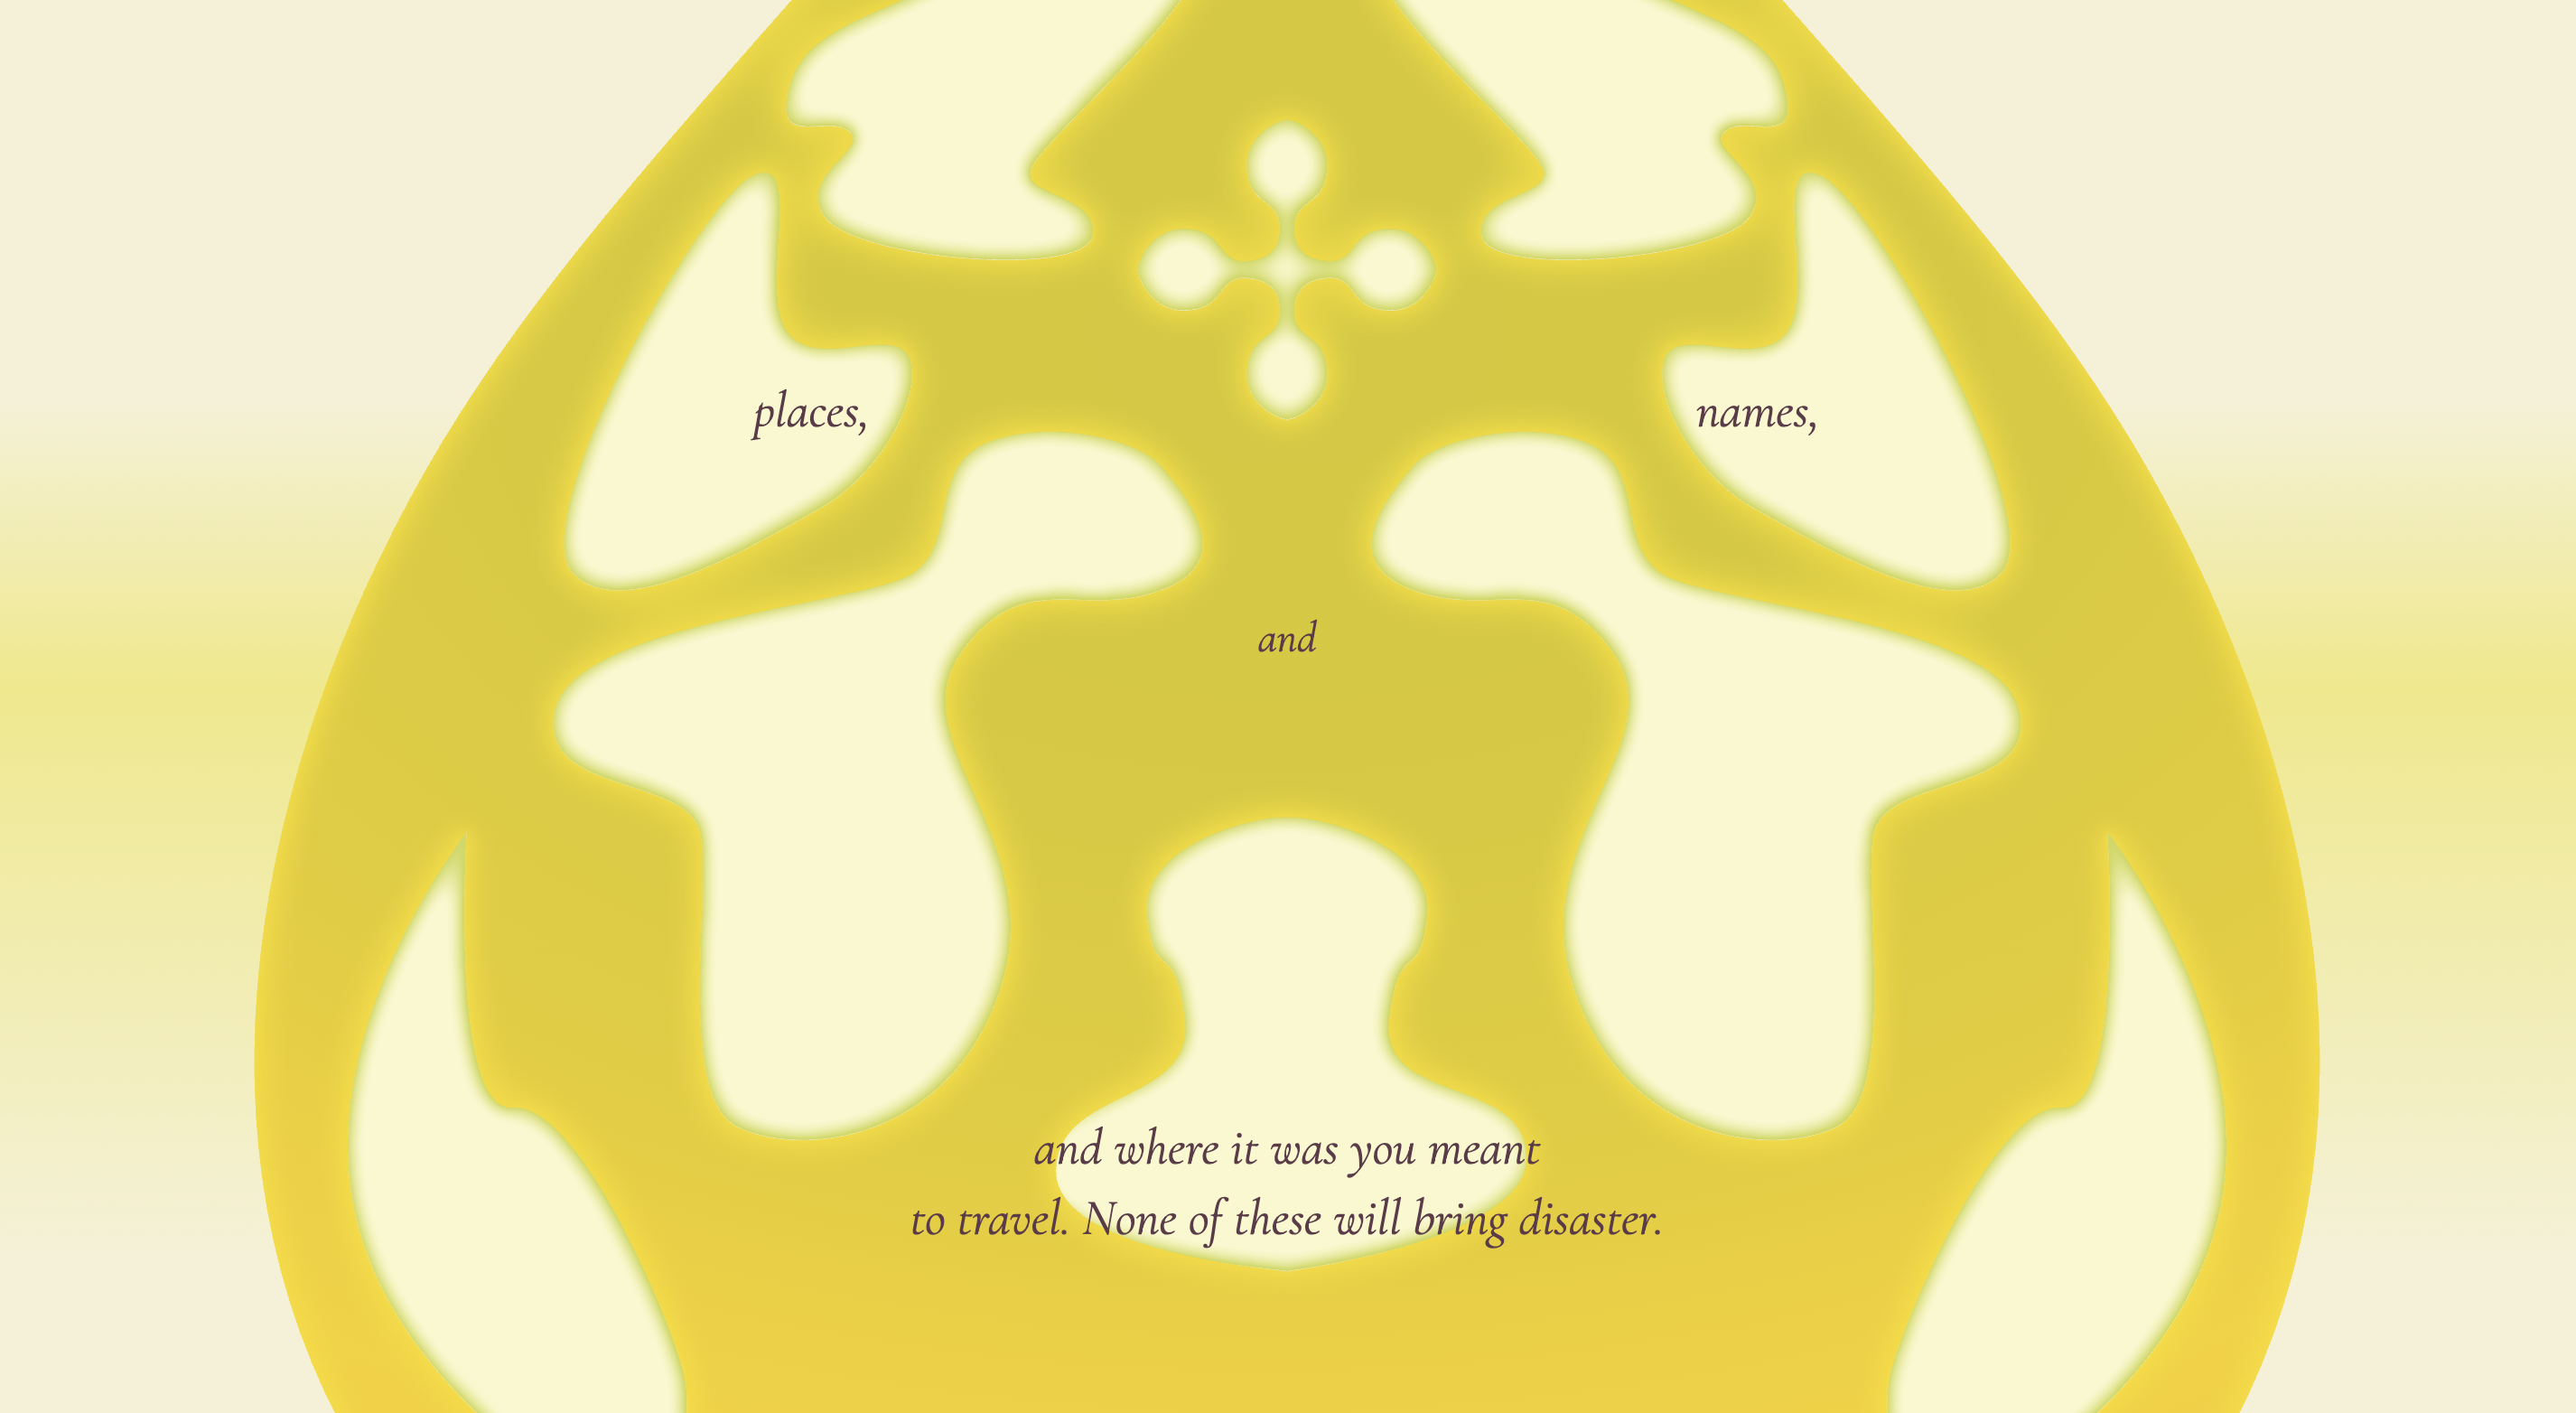 places,
names,
and
and where it was you meant
to travel. None of these will bring disaster.